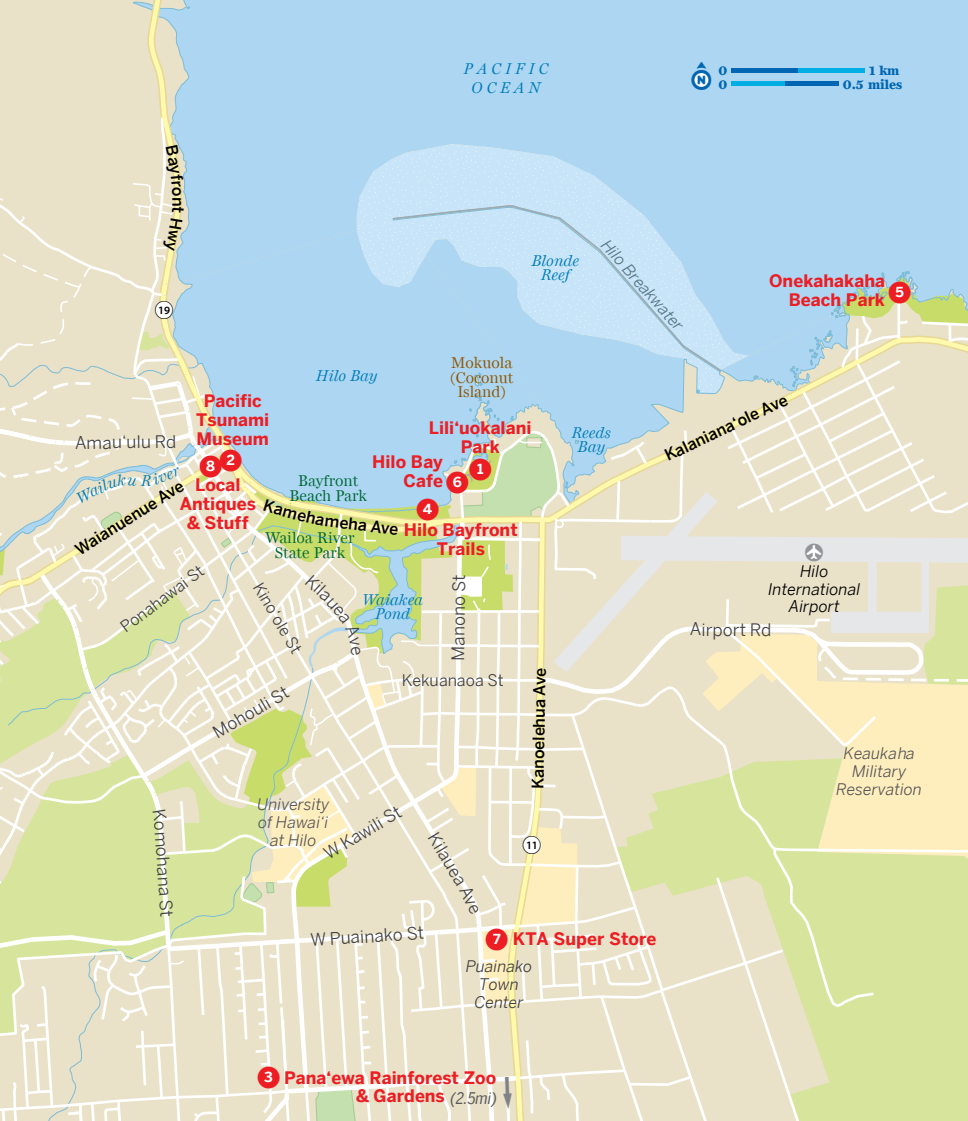 PACIFIC
OCEAN
N
0
1 km
0
0.5 miles
Bayfront Hwy
19
Blonde
Reef
Hilo Breakwater
Onekahakaha
Beach Park
5
Hilo Bay
Mokuola
(Coconut
Island)
Pacific
Tsunami
Museum
Lili‘uokalani
Park
1
Reeds
Bay
Kalaniana‘ole Ave
Amau‘ulu Rd
8
2
Hilo Bay
Cafe
6
Wailuku River
Local
Antiques
& Stuff
Bayfront
Beach Park
4
Waianuenue Ave
Kamehameha Ave
Hilo Bayfront
Trails
Wailoa River
State Park
Hilo
International
Airport
Ponahawai St
Kino‘ole St
Kilauea Ave
Waiakea
Pond
Manono St
Airport Rd
Kekuanaoa St
Mohouli St
Kanoelehua Ave
Keaukaha
Military
Reservation
University
of Hawai‘i
at Hilo
W Kawili St
Komohana St
Kilauea Ave
11
W Puainako St
7
KTA Super Store
Puainako
Town
Center
3
Pana‘ewa Rainforest Zoo
& Gardens (2.5mi)